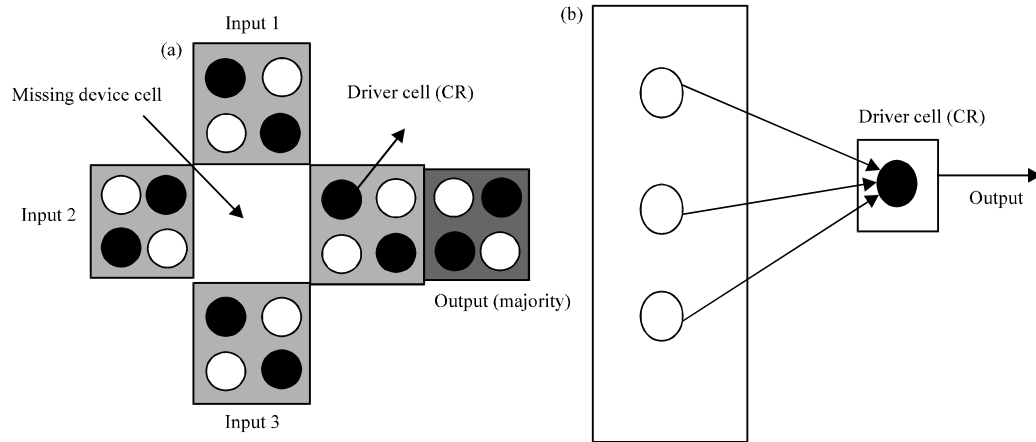 (a)
Input 1
Missing device cell
Driver cell (CR)
Input 2
Output (majority)
Input 3
(b)
Driver cell (CR)
Output